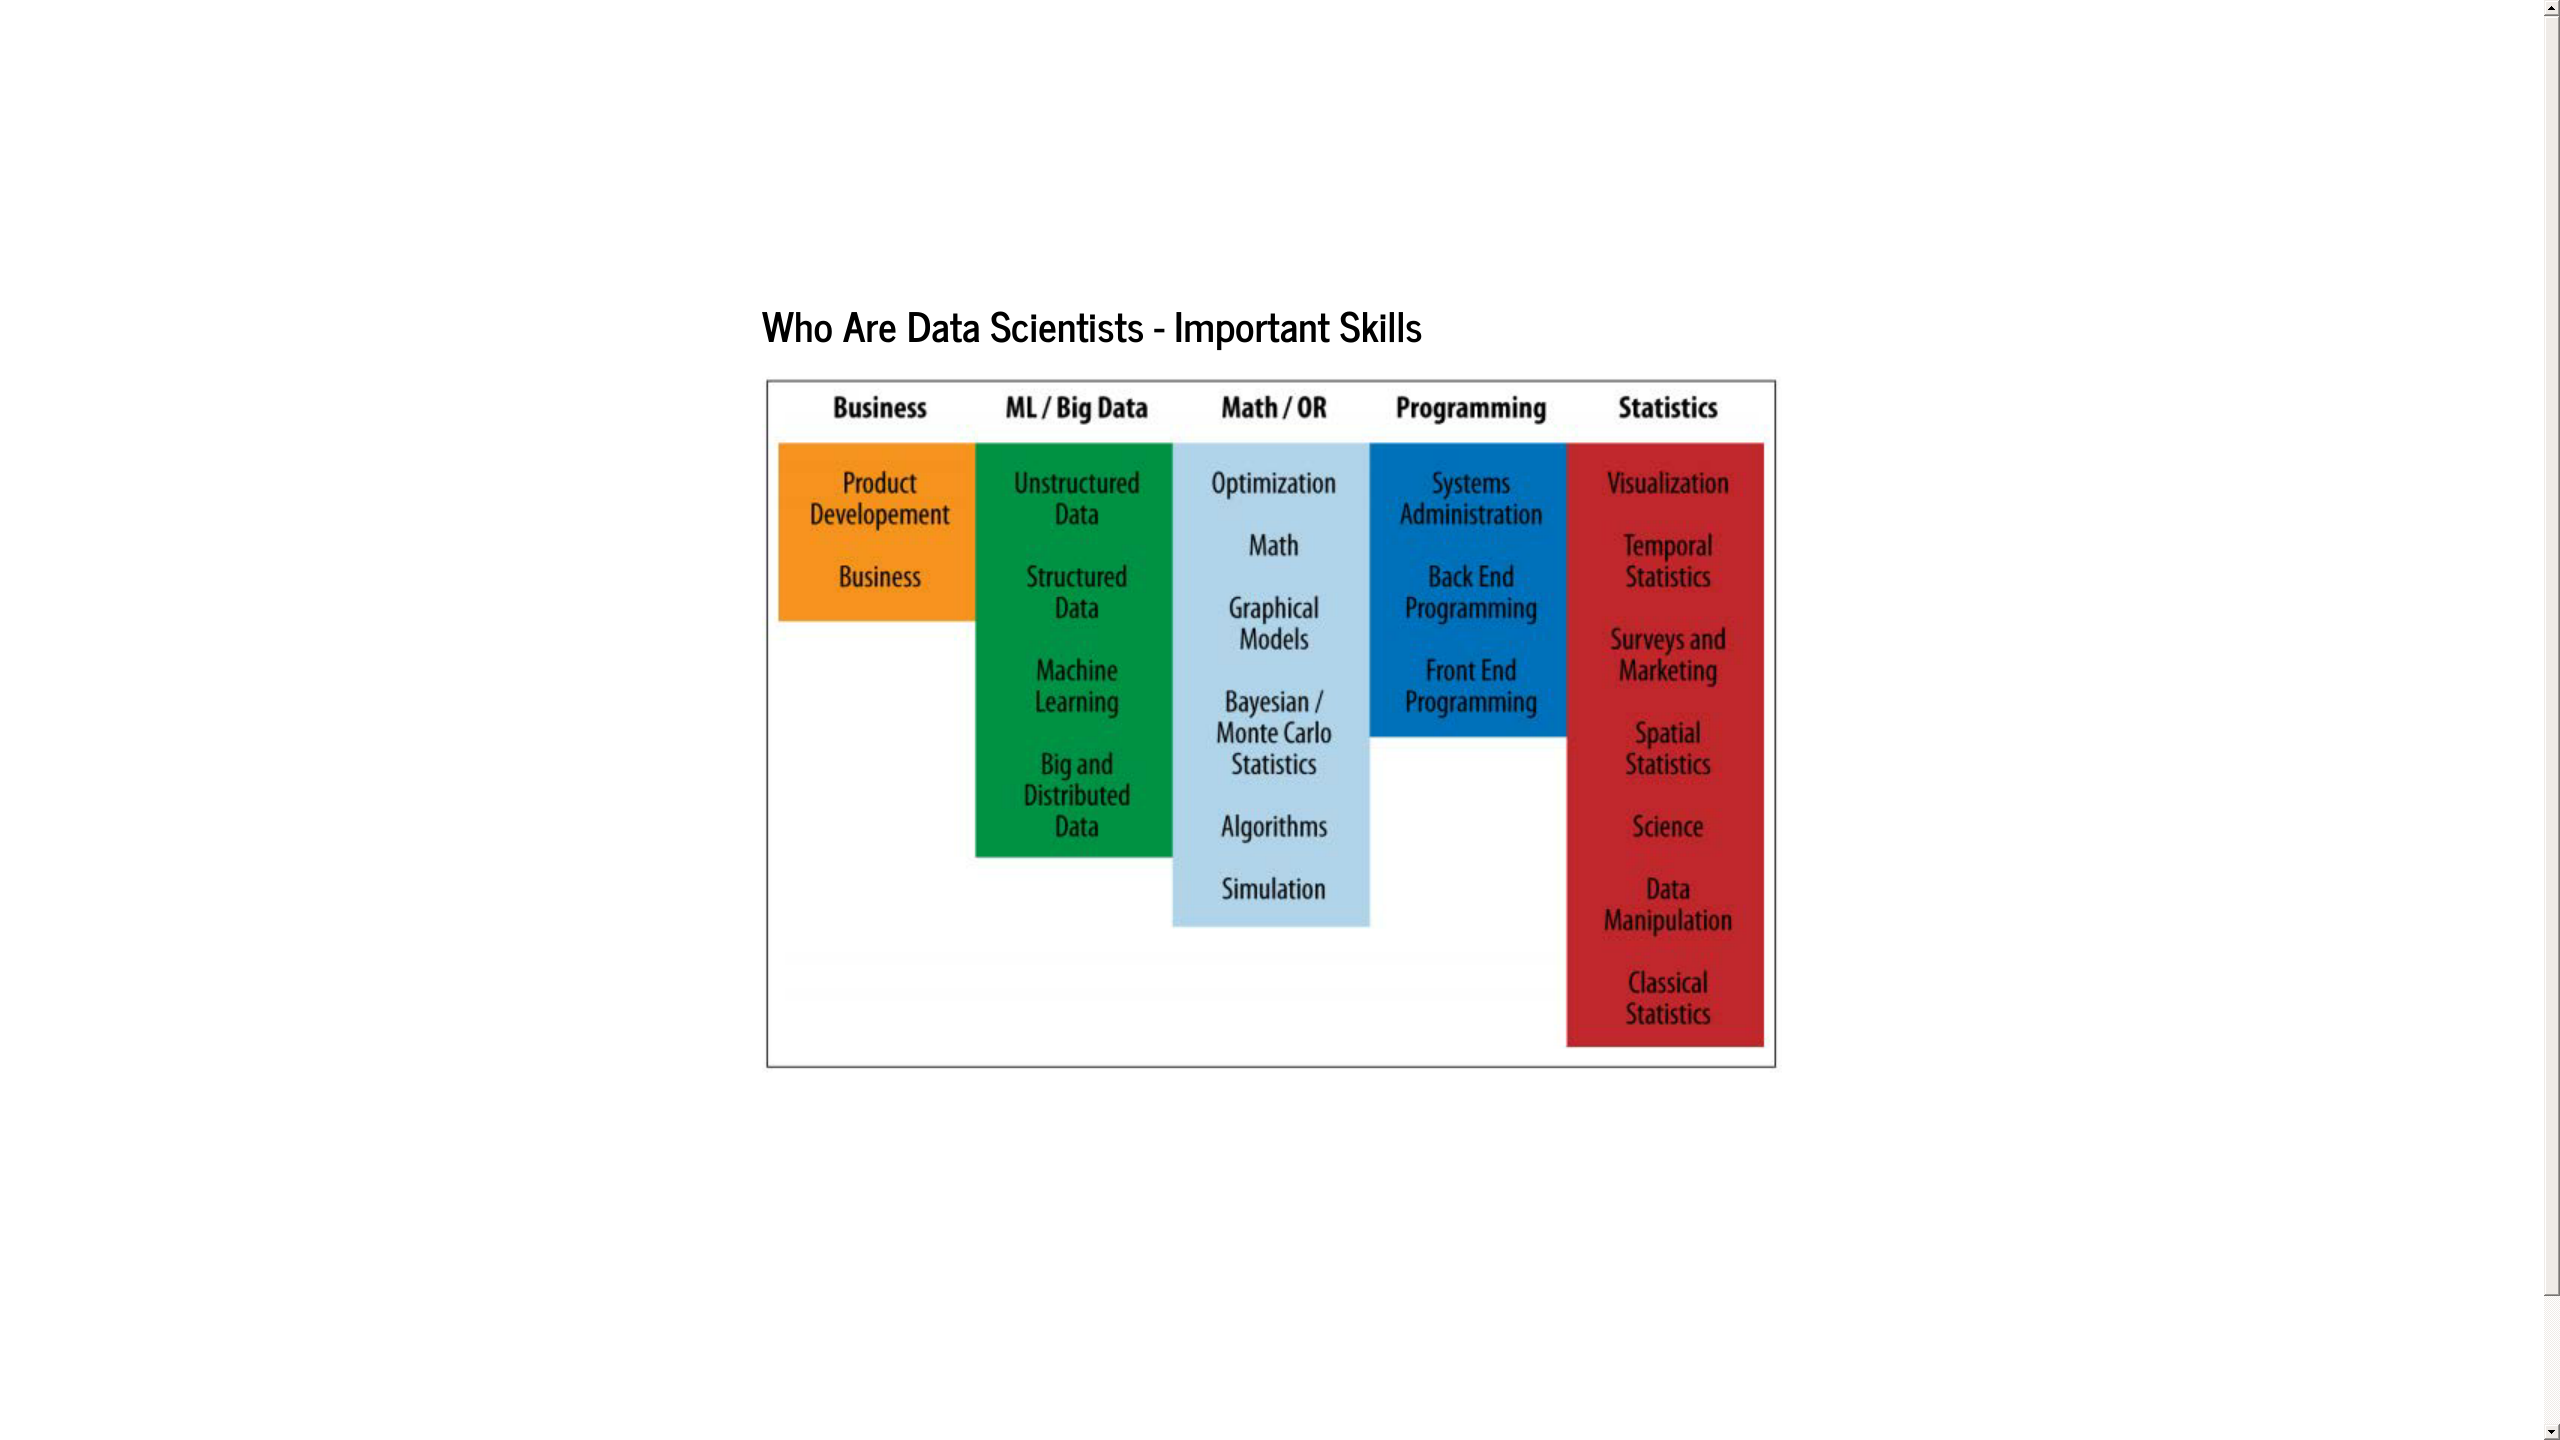 Who Are Data Scientists - Important Skills
Business
Product
Developement
Business
ML / Big Data
Unstructured
Data
Structured
Data
Machine
Learning
Big and
Distributed
Data
Math / OR
Optimization
Math
Graphical
Models
Bayesian /
Monte Carlo
Statistics
Algorithms
Simulation
Programming
Systems
Administration
Back End
Programming
Front End
Programming
Statistics
Visualization
Temporal
Statistics
Surveys and
Marketing
Spatial
Statistics
Science
Data
Manipulation
Classical
Statistics